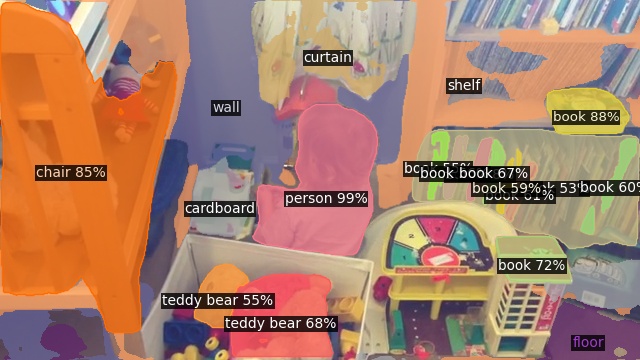 curtain
shelf
wall
book 88%
chair 85%
book 67%
book 59%
book 60%
book 61%
person 99%
cardboard
book 72%
teddy bear 55%
teddy bear 68%
floor